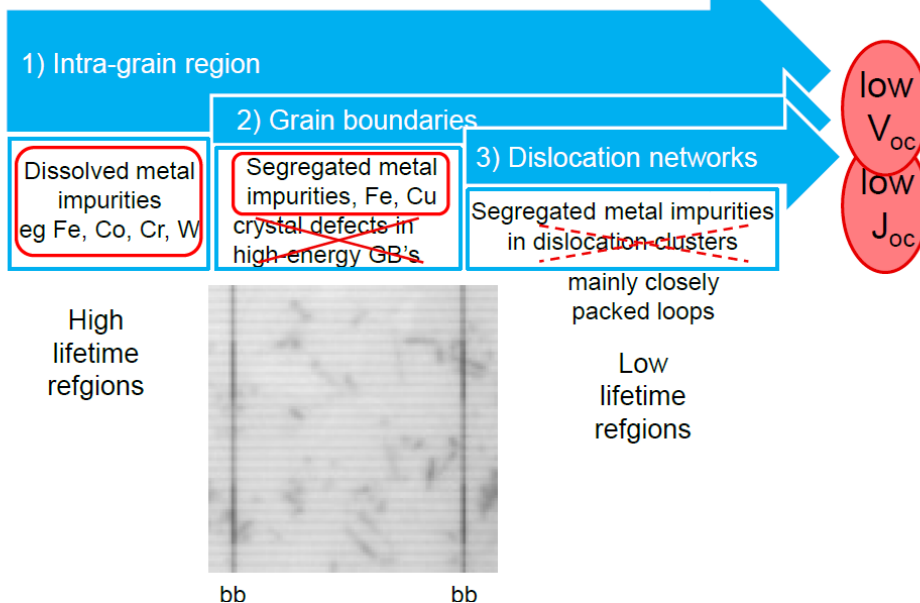 1) Intra-grain region
2) Grain boundaries
3) Dislocation networks
low
Voc
low
Joc
Dissolved metal
impurities
eg Fe, Co, Cr, W
Segregated metal
impurities, Fe, Cu
crystal defects in
high-energy GB's
Segregated metal impurities
in dislocation clusters
mainly closely
packed loops
High
lifetime
refgions
Low
lifetime
refgions
bb
bb